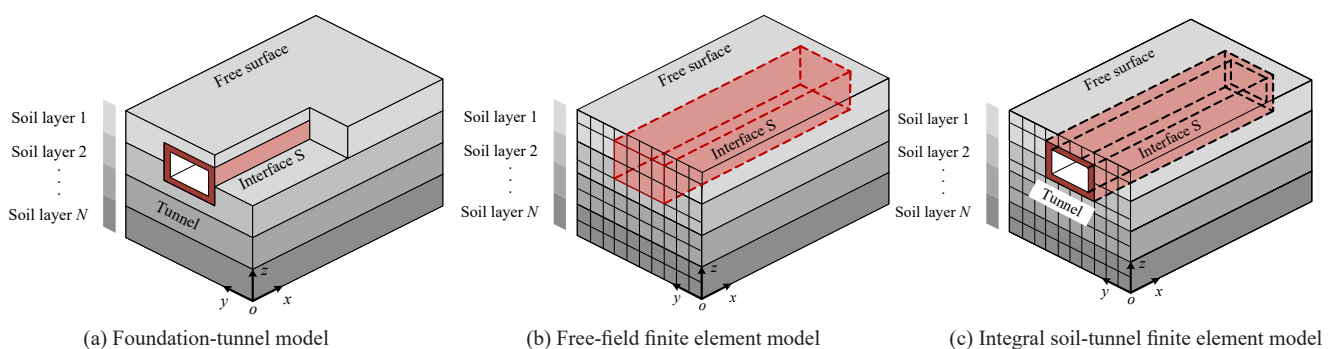 Free surface
Soil layer 1
Soil layer 2
.
.
.
Soil layer N
Interface S
Tunnel
z
y
o
x
(a) Foundation-tunnel model
Free surface
Soil layer 1
Soil layer 2
.
.
.
Soil layer N
Interface S
z
y
o
x
(b) Free-field finite element model
Free surface
Soil layer 1
Soil layer 2
.
.
.
Soil layer N
Interface S
Tunnel
z
y
o
x
(c) Integral soil-tunnel finite element model